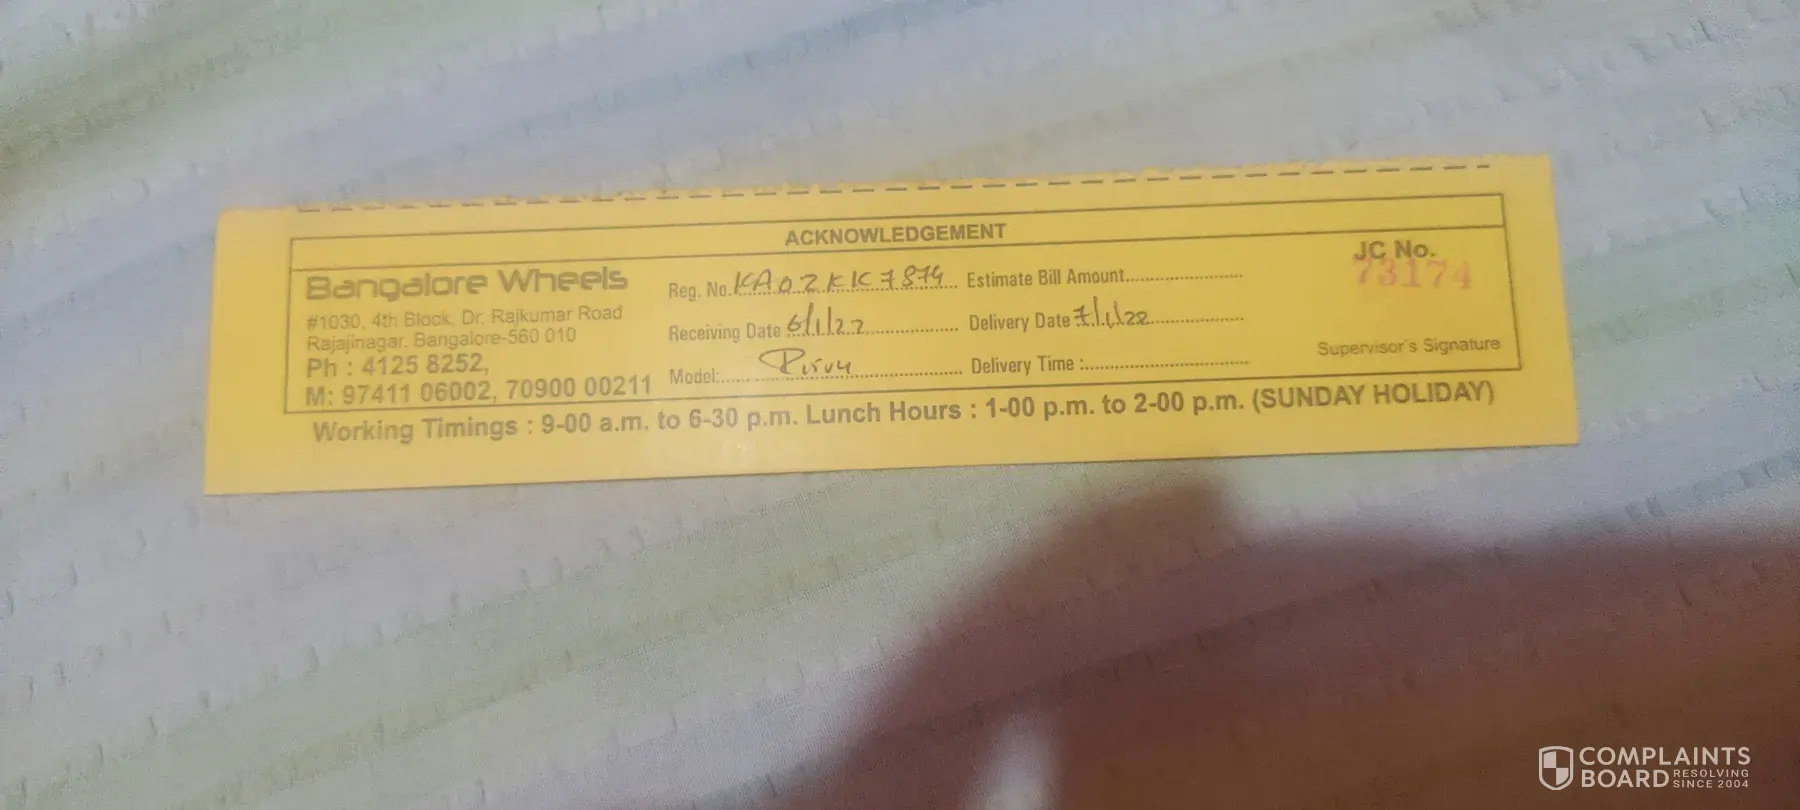 ACKNOWLEDGEMENT
Bangalore Wheels
#1030, 4th Block, Dr. Rajkumar Road
Rajajinagar, Bangalore-560 010
Ph : 4125 8252,
M: 97411 06002, 70900 00211
Reg. No. KA02KK7874 Estimate Bill Amount
Receiving Date 6/1/22 Delivery Date 7/1/22
Model: Delivery Time :
JC No.
73174
Supervisor's Signature
Working Timings : 9-00 a.m. to 6-30 p.m. Lunch Hours : 1-00 p.m. to 2-00 p.m. (SUNDAY HOLIDAY)
COMPLAINTS
BOARD RESOLVING
SINCE 2004